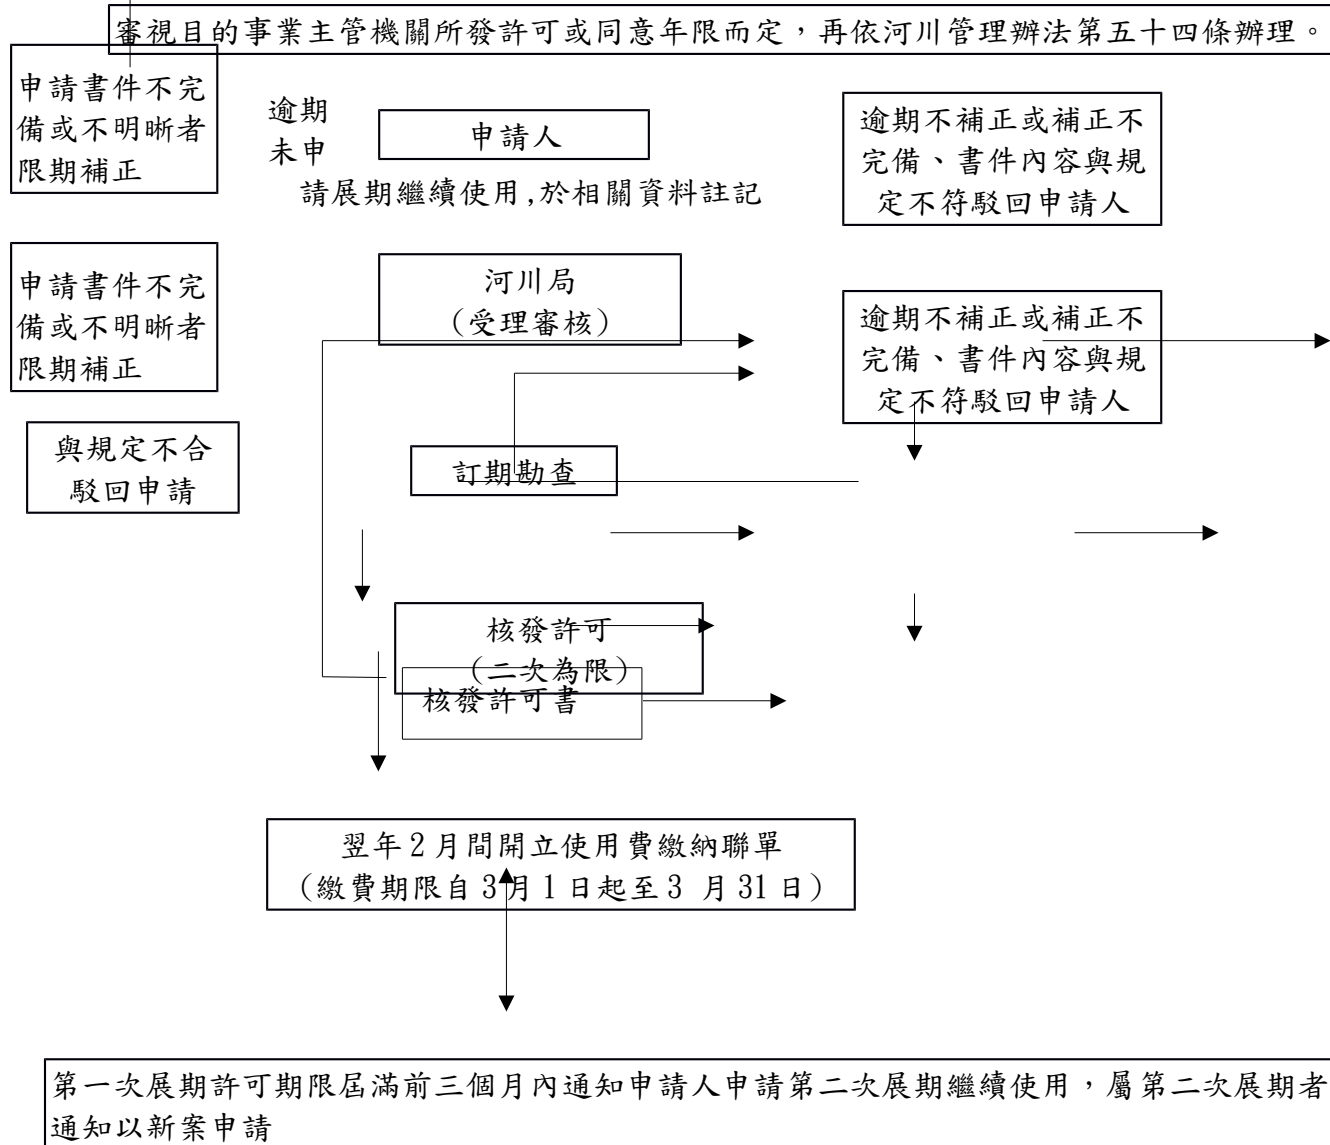 審視目的事業主管機關所發許可或同意年限而定，再依河川管理辦法第五十四條辦理。
申請書件不完
備或不明晰者
限期補正
逾期
未申
請展期繼續使用,於相關資料註記
申請人
逾期不補正或補正不
完備、書件內容與規
定不符駁回申請人
申請書件不完
備或不明晰者
限期補正
河川局
（受理審核）
逾期不補正或補正不
完備、書件內容與規
定不符駁回申請人
與規定不合
駁回申請
訂期勘查
核發許可
（二次為限）
核發許可書
翌年2月間開立使用費繳納聯單
（繳費期限自3月1日起至3 月31日）
第一次展期許可期限屆滿前三個月內通知申請人申請第二次展期繼續使用，屬第二次展期者
通知以新案申請